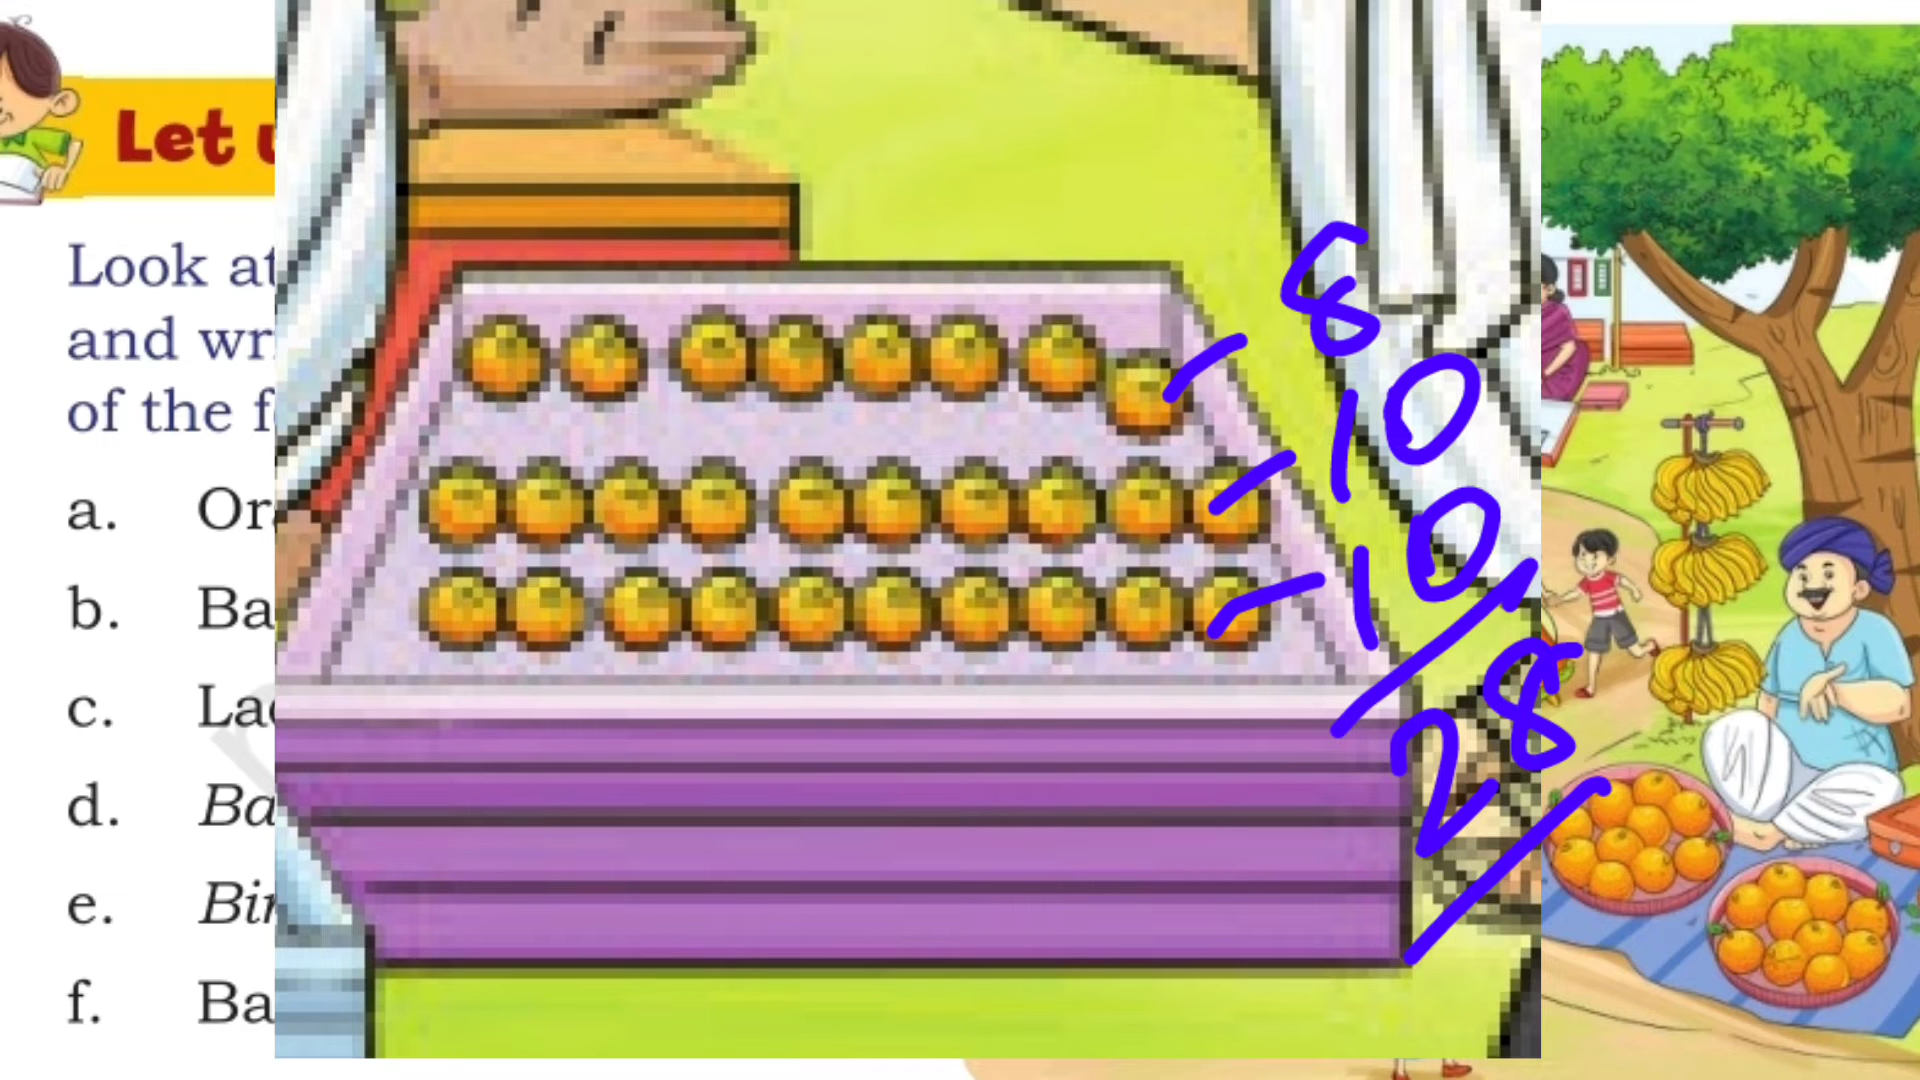 Let
Look at
and wr
of the f
a. Or
b. Ba
c. La
d. Ba
e. Bi
f. Ba
8
10
10
28